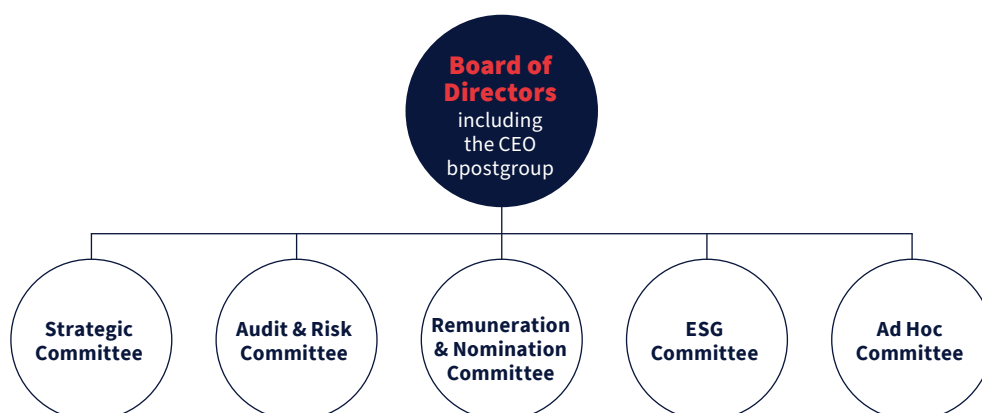 Board of
Directors
including
the CEO
bpostgroup
Strategic
Committee
Audit & Risk
Committee
Remuneration
& Nomination
Committee
ESG
Committee
Ad Hoc
Committee